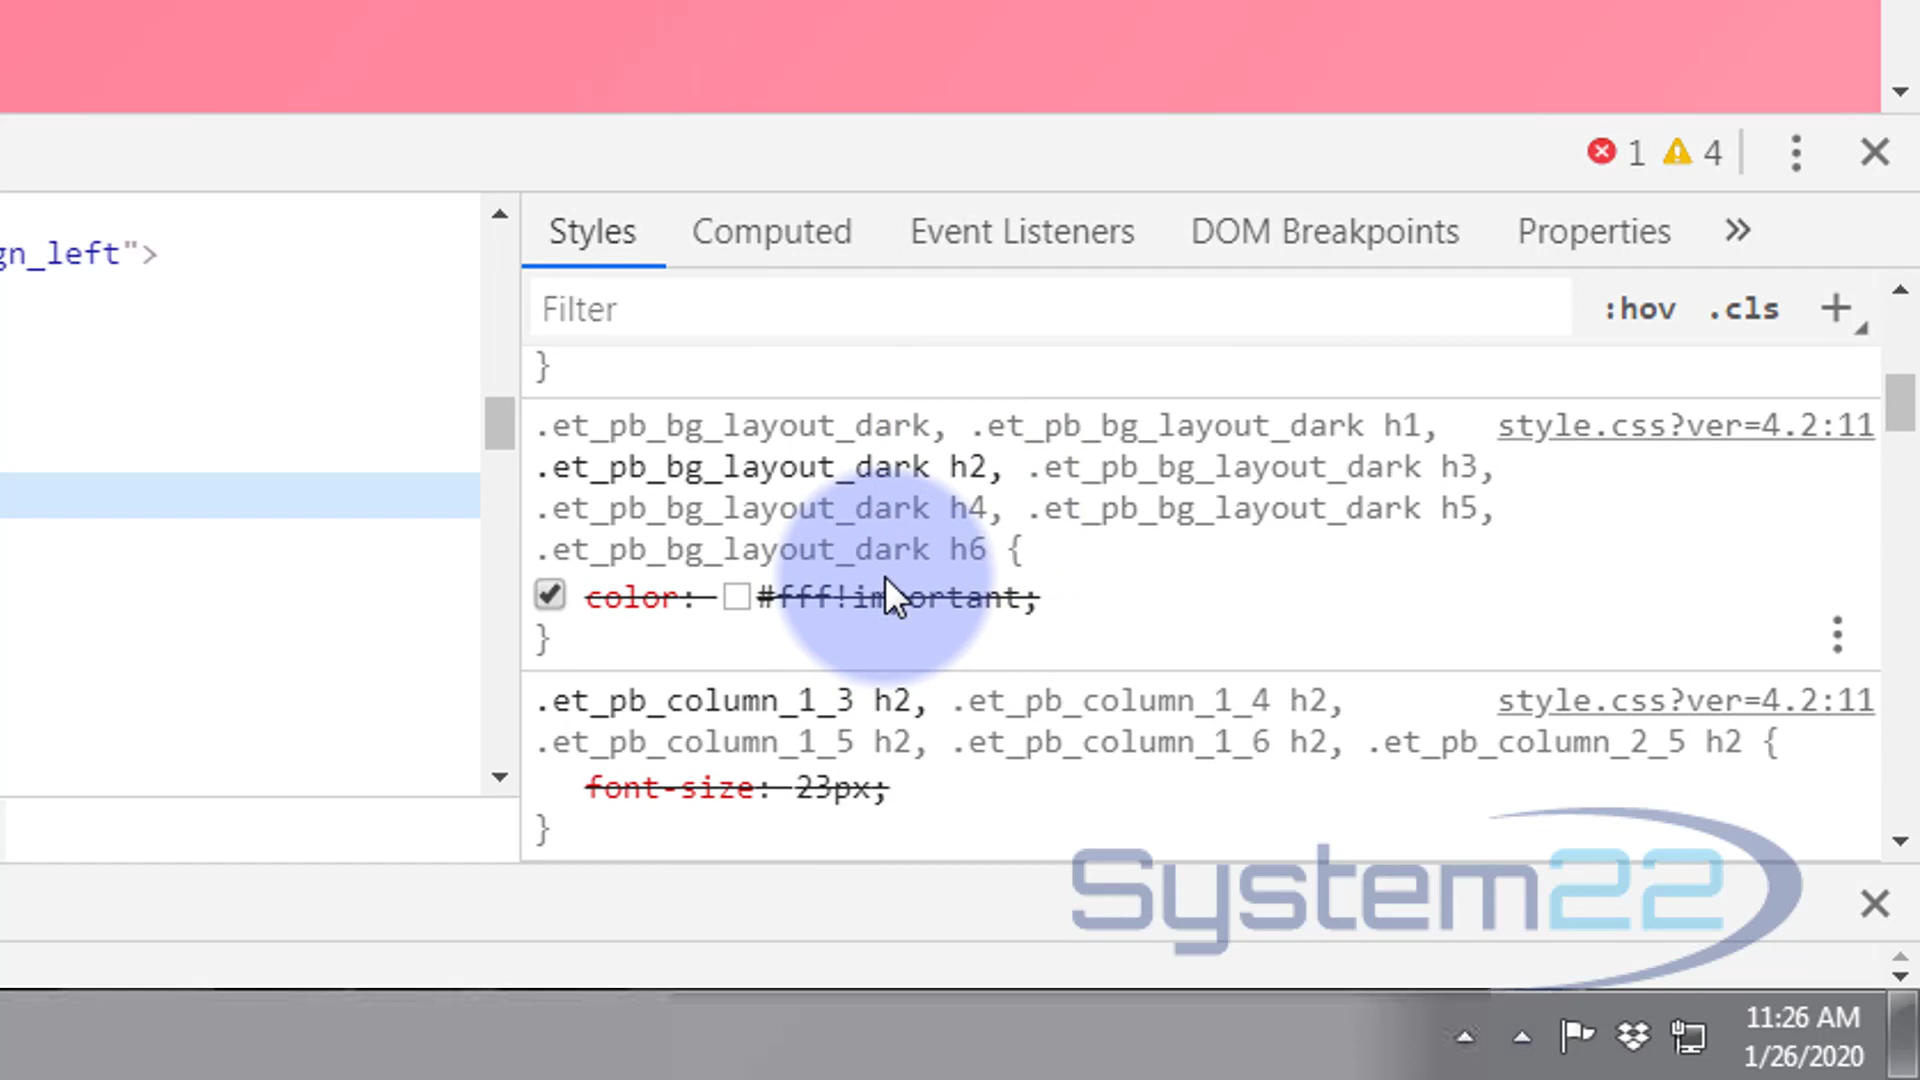 1 4
Styles Computed Event Listeners DOM Breakpoints Properties »
gn_left">
Filter :hov .cls +
}
.et_pb_bg_layout_dark, .et_pb_bg_layout_dark h1, style.css?ver=4.2:11
.et_pb_bg_layout_dark h2, .et_pb_bg_layout_dark h3,
.et_pb_bg_layout_dark h4, .et_pb_bg_layout_dark h5,
.et_pb_bg_layout_dark h6 {
color: #fff!important;
}
.et_pb_column_1_3 h2, .et_pb_column_1_4 h2, style.css?ver=4.2:11
.et_pb_column_1_5 h2, .et_pb_column_1_6 h2, .et_pb_column_2_5 h2 {
font-size: 23px;
}
System22
11:26 AM
1/26/2020